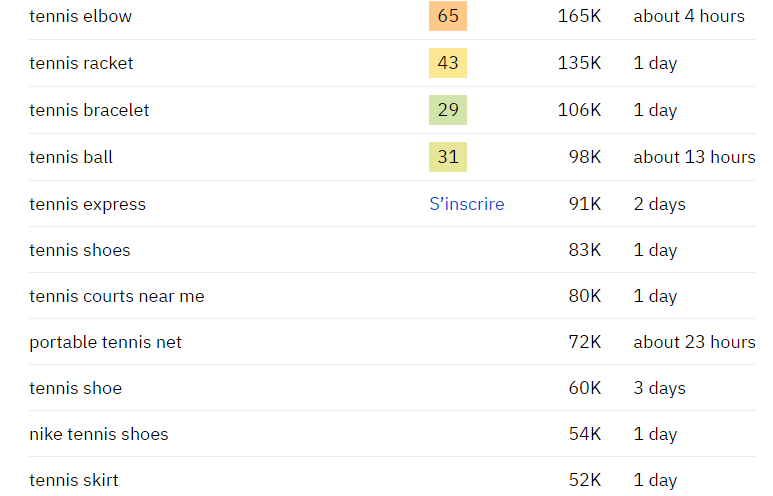 tennis elbow 65 165K about 4 hours
tennis racket 43 135K 1 day
tennis bracelet 29 106K 1 day
tennis ball 31 98K about 13 hours
tennis express S’inscrire 91K 2 days
tennis shoes 83K 1 day
tennis courts near me 80K 1 day
portable tennis net 72K about 23 hours
tennis shoe 60K 3 days
nike tennis shoes 54K 1 day
tennis skirt 52K 1 day